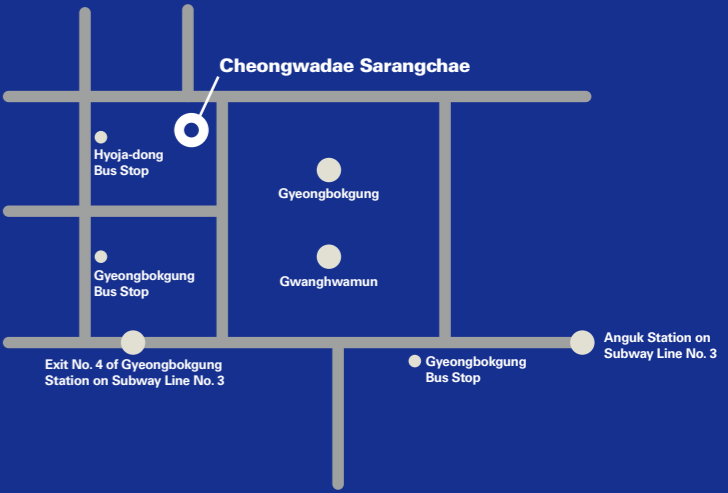 Cheongwadae Sarangchae
Hyoja-dong
Bus Stop
Gyeongbokgung
Gyeongbokgung
Bus Stop
Gwanghwamun
Exit No. 4 of Gyeongbokgung
Station on Subway Line No. 3
Gyeongbokgung
Bus Stop
Anguk Station on
Subway Line No. 3